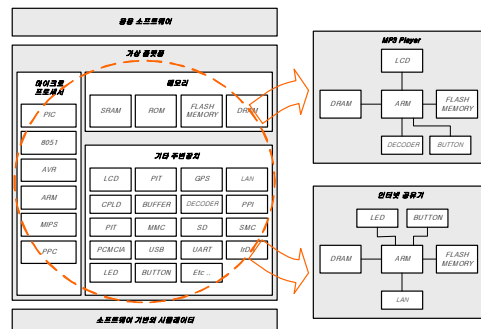 응용 소프트웨어
가상 플랫폼
마이크로
프로세서
PIC
8051
AVR
ARM
MIPS
PPC
메모리
SRAM
ROM
FLASH
MEMORY
DRAM
기타 주변장치
LCD
PIT
GPS
LAN
CPLD
BUFFER
DECODER
PPI
PIT
MMC
SD
SMC
PCMCIA
USB
UART
IrDA
LED
BUTTON
Etc ..
소프트웨어 기반의 시뮬레이터
MP3 Player
LCD
DRAM
ARM
FLASH
MEMORY
DECODER
BUTTON
인터넷 공유기
LED
BUTTON
DRAM
ARM
FLASH
MEMORY
LAN